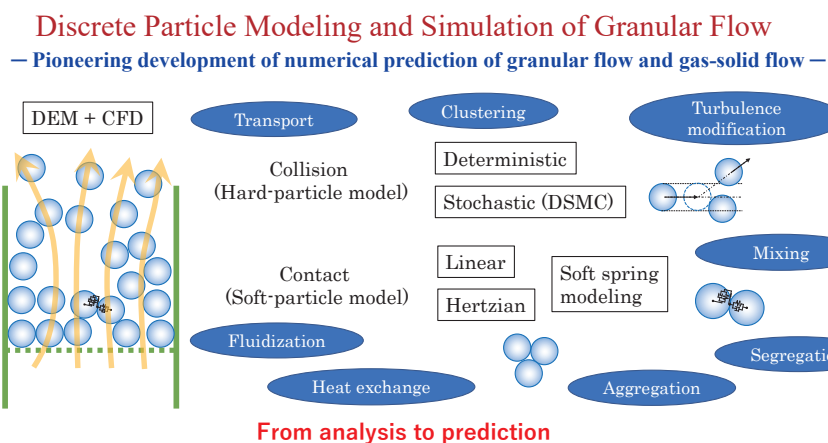 Discrete Particle Modeling and Simulation of Granular Flow
— Pioneering development of numerical prediction of granular flow and gas-solid flow —
DEM + CFD
Transport
Clustering
Turbulence
modification
Collision
(Hard-particle model)
Deterministic
Stochastic (DSMC)
Mixing
Contact
(Soft-particle model)
Linear
Hertzian
Soft spring
modeling
Fluidization
Segregatio
Heat exchange
Aggregation
From analysis to prediction